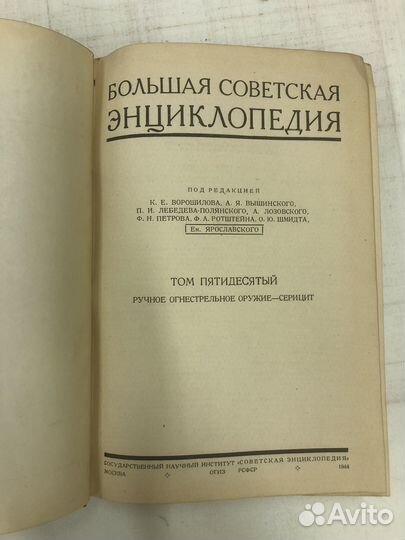 БОЛЬШАЯ СОВЕТСКАЯ
ЭНЦИКЛОПЕДИЯ
ПОД РЕДАКЦИЕЙ
К. Е. ВОРОШИЛОВА, А. Я. ВЫШИНСКОГО,
П. И. ЛЕБЕДЕВА-ПОЛЯНСКОГО, А. ЛОЗОВСКОГО,
Ф. Н. ПЕТРОВА, Ф. А. РОТШТЕЙНА, О. Ю. ШМИДТА,
Ем. ЯРОСЛАВСКОГО
ТОМ ПЯТИДЕСЯТЫЙ
РУЧНОЕ ОГНЕСТРЕЛЬНОЕ ОРУЖИЕ—СЕРИЦИТ
ГОСУДАРСТВЕННЫЙ НАУЧНЫЙ ИНСТИТУТ «СОВЕТСКАЯ ЭНЦИКЛОПЕДИЯ»
МОСКВА ОГИЗ РСФСР 1944
Avito